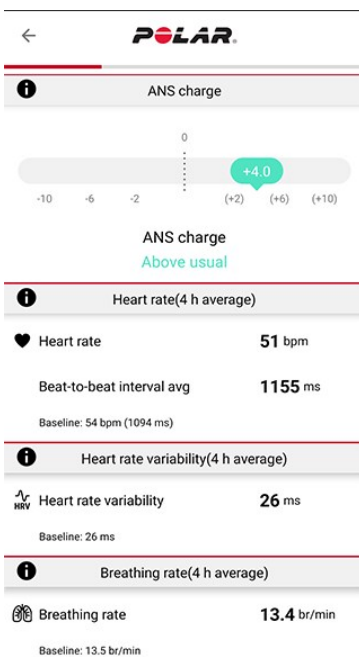 POLAR.
ANS charge
0
+4.0
-10 -6 -2 (+2) (+6) (+10)
ANS charge
Above usual
Heart rate(4 h average)
Heart rate 51 bpm
Beat-to-beat interval avg 1155 ms
Baseline: 54 bpm (1094 ms)
Heart rate variability(4 h average)
HRV Heart rate variability 26 ms
Baseline: 26 ms
Breathing rate(4 h average)
Breathing rate 13.4 br/min
Baseline: 13.5 br/min